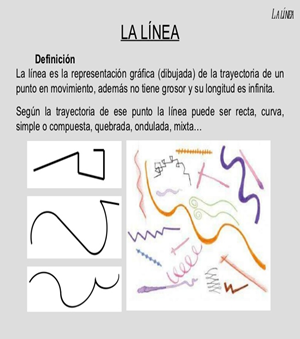 LA LÍNEA
LA LÍNEA
Definición
La línea es la representación gráfica (dibujada) de la trayectoria de un
punto en movimiento, además no tiene grosor y su longitud es infinita.
Según la trayectoria de ese punto la línea puede ser recta, curva,
simple o compuesta, quebrada, ondulada, mixta…